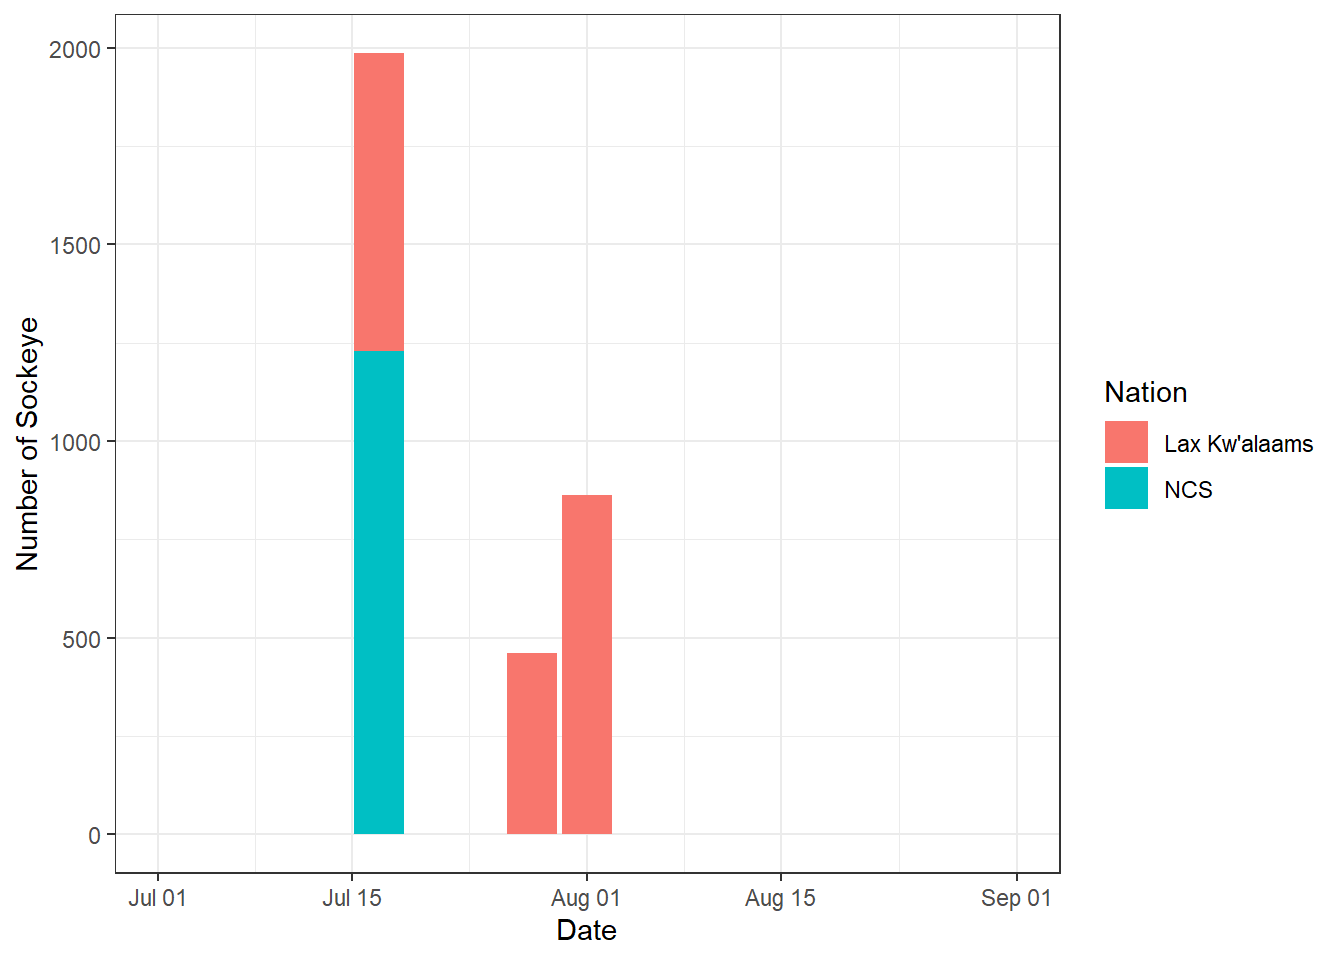 2000
1500
1000
500
0
Number of Sockeye
Jul 01
Jul 15
Aug 01
Aug 15
Sep 01
Date
Nation
Lax Kw'alaams
NCS